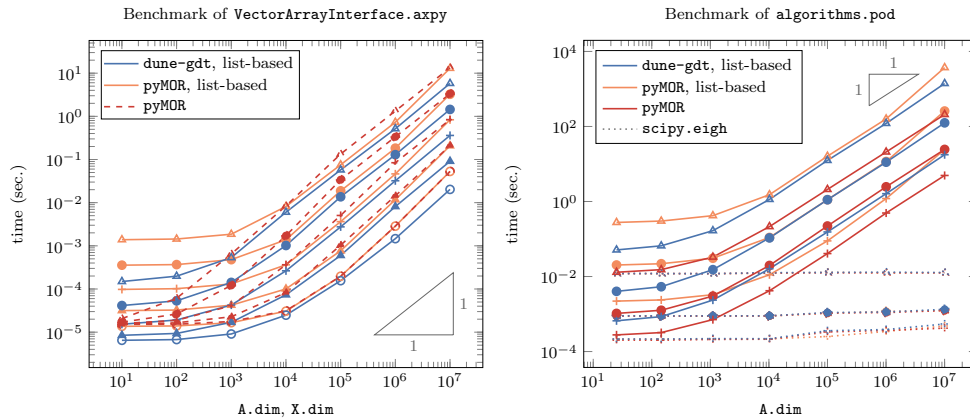 Benchmark of VectorArrayInterface.axpy
dune-gdt, list-based
pyMOR, list-based
pyMOR
10^1
10^0
10^−1
10^−2
10^−3
10^−4
10^−5
time (sec.)
1
1
10^1 10^2 10^3 10^4 10^5 10^6 10^7
A.dim, X.dim
Benchmark of algorithms.pod
dune-gdt, list-based
pyMOR, list-based
pyMOR
scipy.eigh
10^4
10^2
10^0
10^−2
10^−4
time (sec.)
1
1
10^1 10^2 10^3 10^4 10^5 10^6 10^7
A.dim